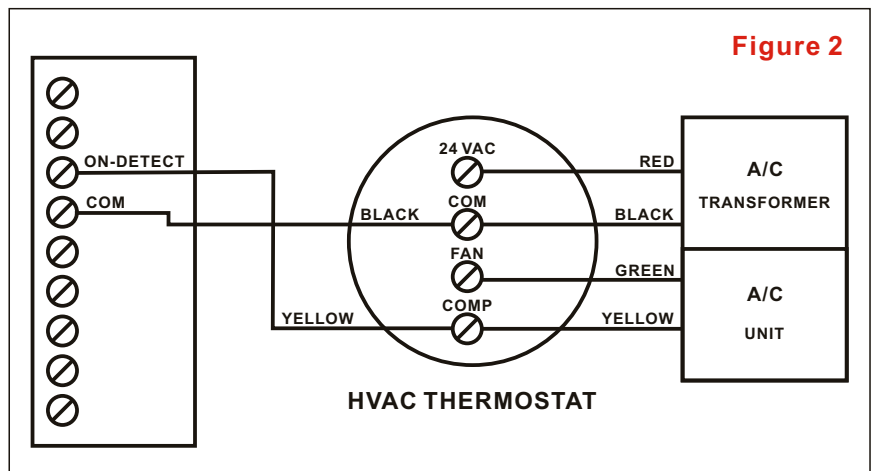 Figure 2
24 VAC
RED
A/C
TRANSFORMER
ON-DETECT
COM
COM
BLACK
BLACK
FAN
GREEN
A/C
UNIT
COMP
YELLOW
YELLOW
HVAC THERMOSTAT